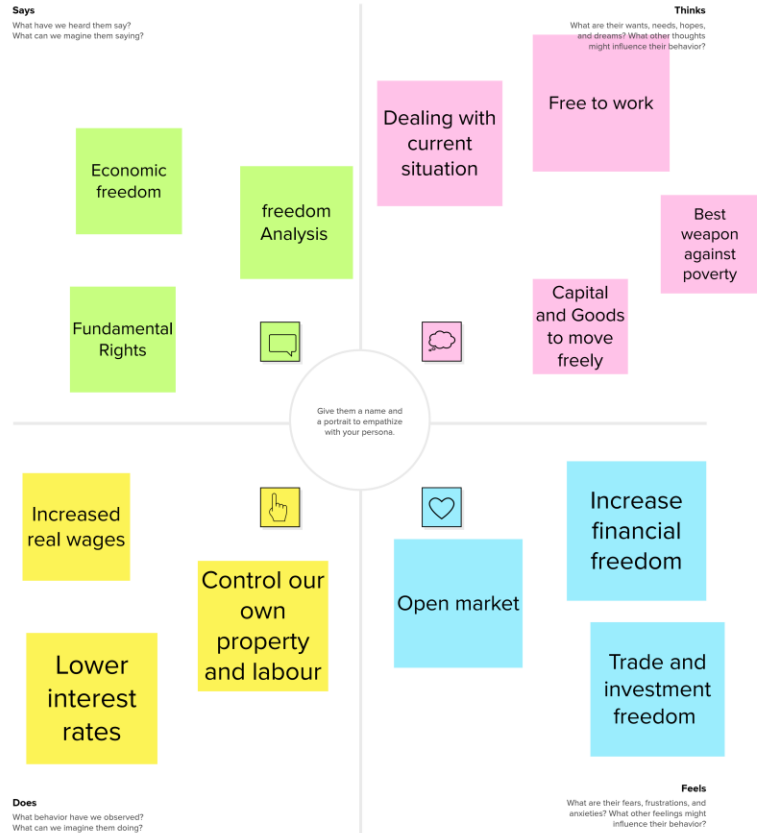 Says
What have we heard them say?
What can we magine them saying?
Thinks
What are their wants, needs, hopes,
and dreams? What other thoughts
might influence their behavior?
Economic
freedom
freedom
Analysis
Fundamental
Rights
Dealing with
current
situation
Free to work
Best
weapon
against
poverty
Capital
and Goods
to move
freely
Give them a name and
a portrait to empathize
with your persona.
Increased
real wages
Control our
own
property
and labour
Lower
interest
rates
Open market
Increase
financial
freedom
Trade and
investment
freedom
Does
What behavior have we observed?
What can we imagine them doing?
Feels
What are their fears, frustrations, and
anxieties? What other feelings might
influence their behavior?